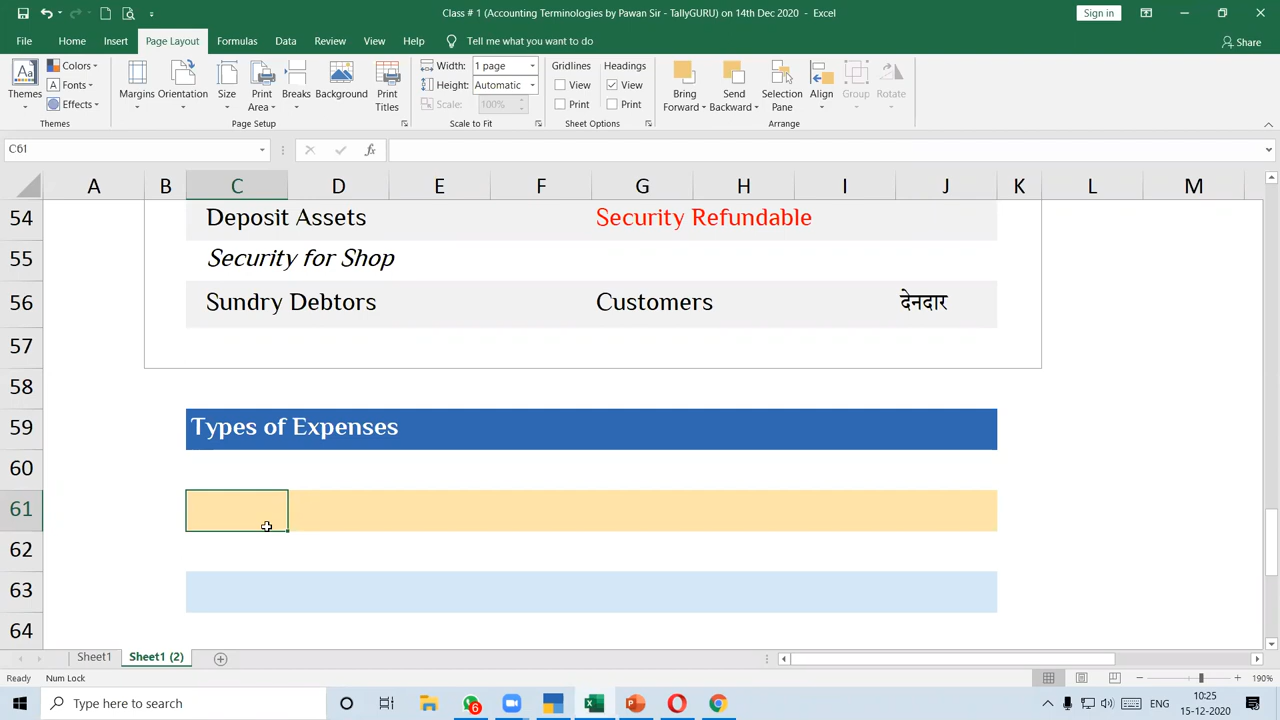 Class # 1 (Accounting Terminologies by Pawan Sir - TallyGURU) on 14th Dec 2020 - Excel
Sign in
File Home Insert Page Layout Formulas Data Review View Help Tell me what you want to do Share
Themes
Colors
Fonts
Effects
Themes
Margins Orientation Size Print Area Breaks Background Print Titles
Page Setup
Width: 1 page
Height: Automatic
Scale: 100%
Scale to Fit
Gridlines Headings
View View
Print Print
Sheet Options
Bring Forward Send Backward Selection Pane Align Group Rotate
Arrange
C61
fx
A B C D E F G H I J K L M
54 Deposit Assets Security Refundable
55 Security for Shop
56 Sundry Debtors Customers देनदार
57
58
59 Types of Expenses
60
61
62
63
64
Sheet1 Sheet1 (2)
Ready Num Lock 190%
Type here to search
6
10:25
15-12-2020